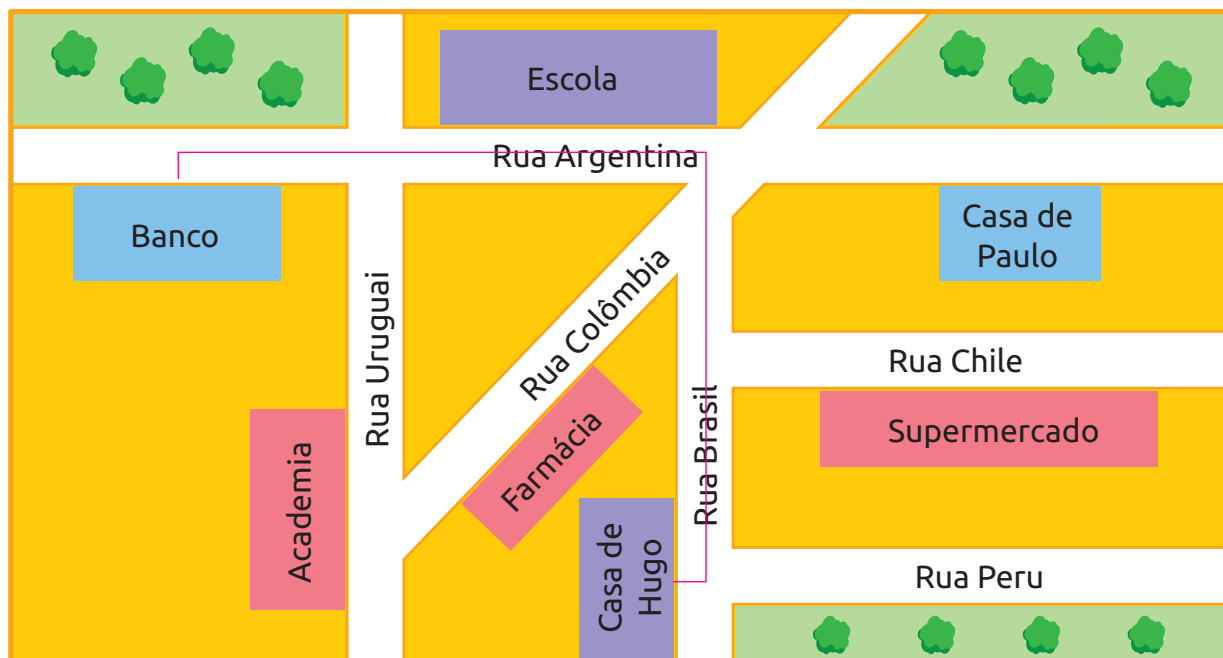 Escola
Rua Argentina
Banco
Casa de
Paulo
Rua Uruguai
Rua Colômbia
Rua Chile
Rua Brasil
Supermercado
Farmácia
Academia
Casa de
Hugo
Rua Peru